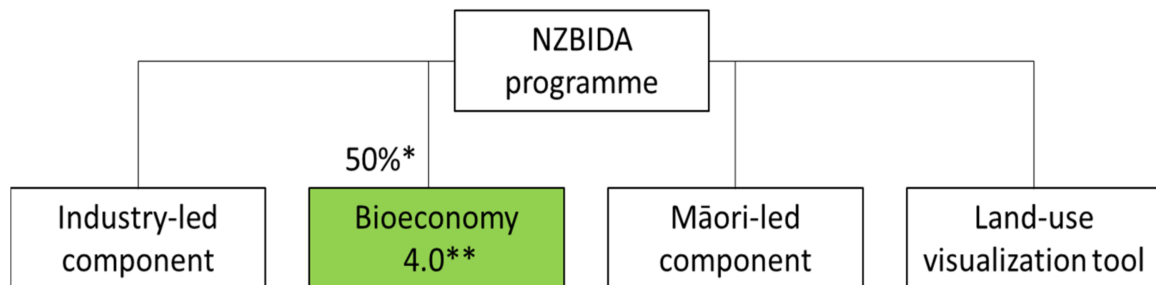 NZBIDA
programme
50%*
Industry-led
component
Bioeconomy
4.0**
Māori-led
component
Land-use
visualization tool